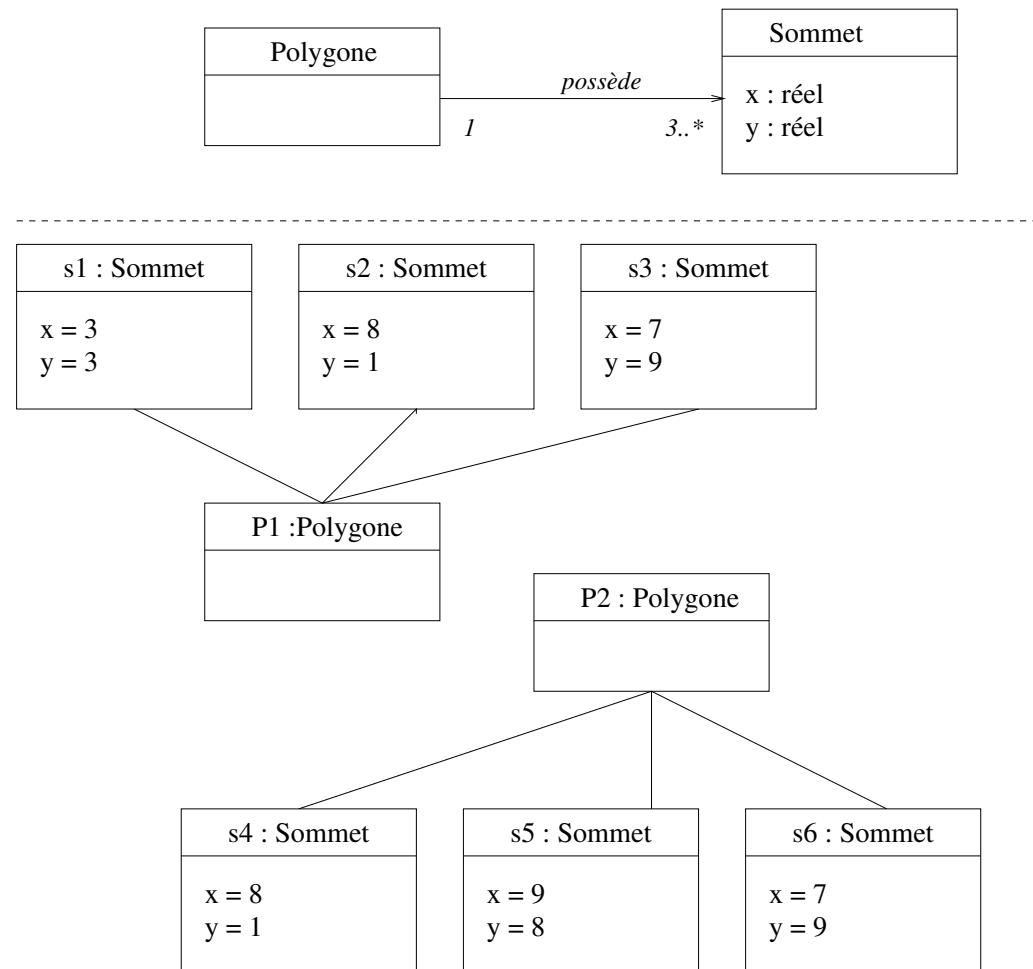 Polygone
Sommet
possède
x : réel
y : réel
1
3..*
s1 : Sommet
s2 : Sommet
s3 : Sommet
x = 3
y = 3
x = 8
y = 1
x = 7
y = 9
P1 :Polygone
P2 : Polygone
s4 : Sommet
s5 : Sommet
s6 : Sommet
x = 8
y = 1
x = 9
y = 8
x = 7
y = 9